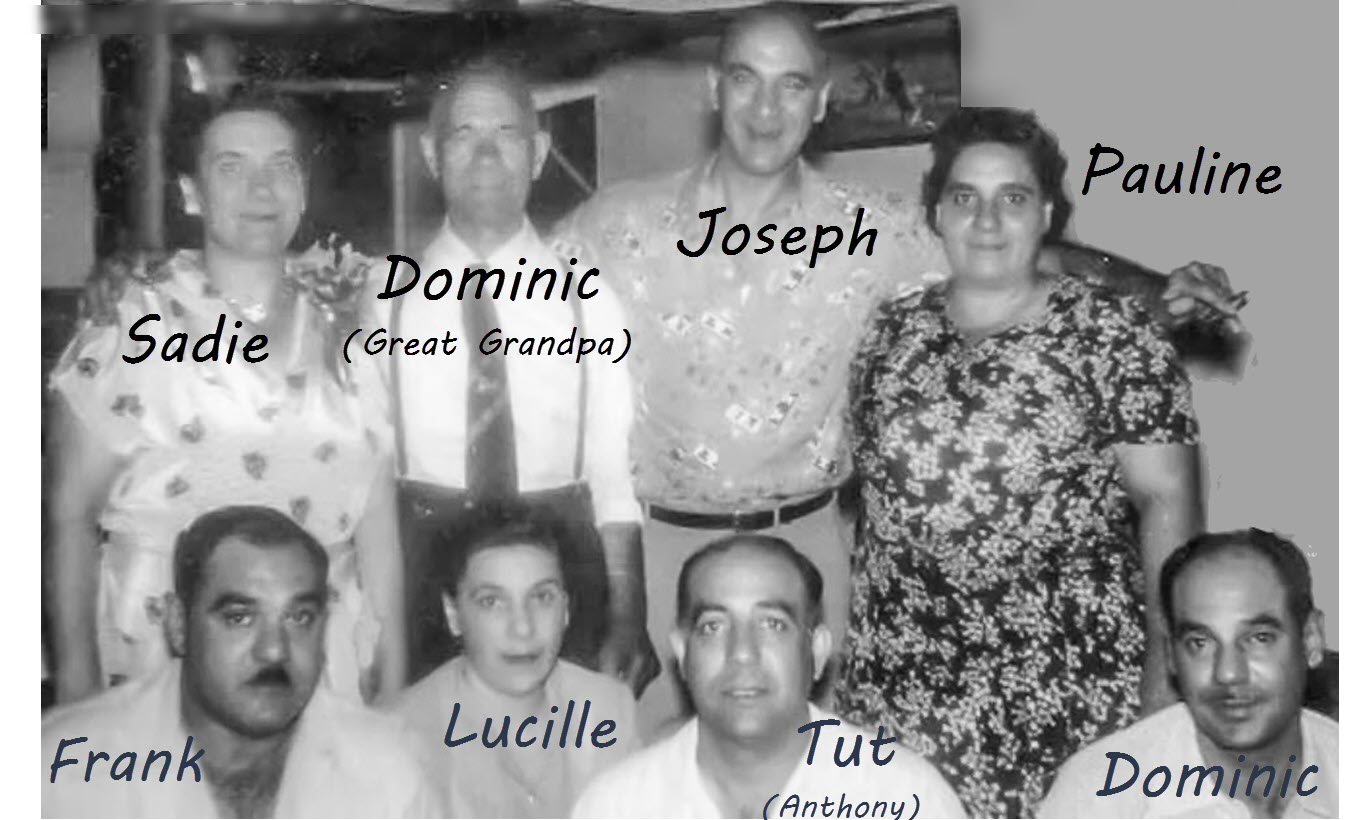 Pauline
Joseph
Dominic
(Great Grandpa)
Sadie
Lucille
Tut
(Anthony)
Frank
Dominic